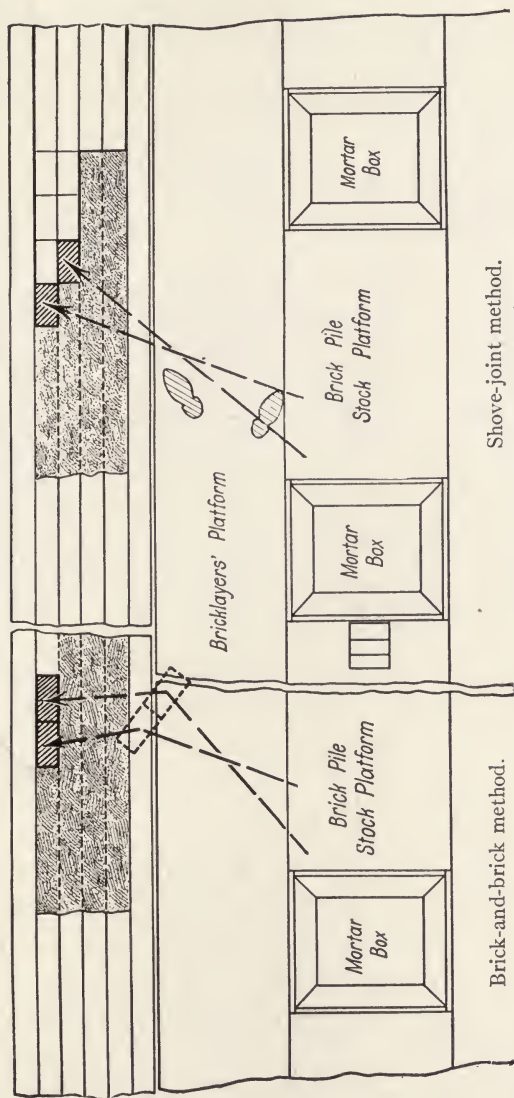 Mortar
Box
Brick Pile
Stock Platform
Bricklayers' Platform
Mortar
Box
Brick Pile
Stock Platform
Mortar
Box
Brick-and-brick method.
Shove-joint method.